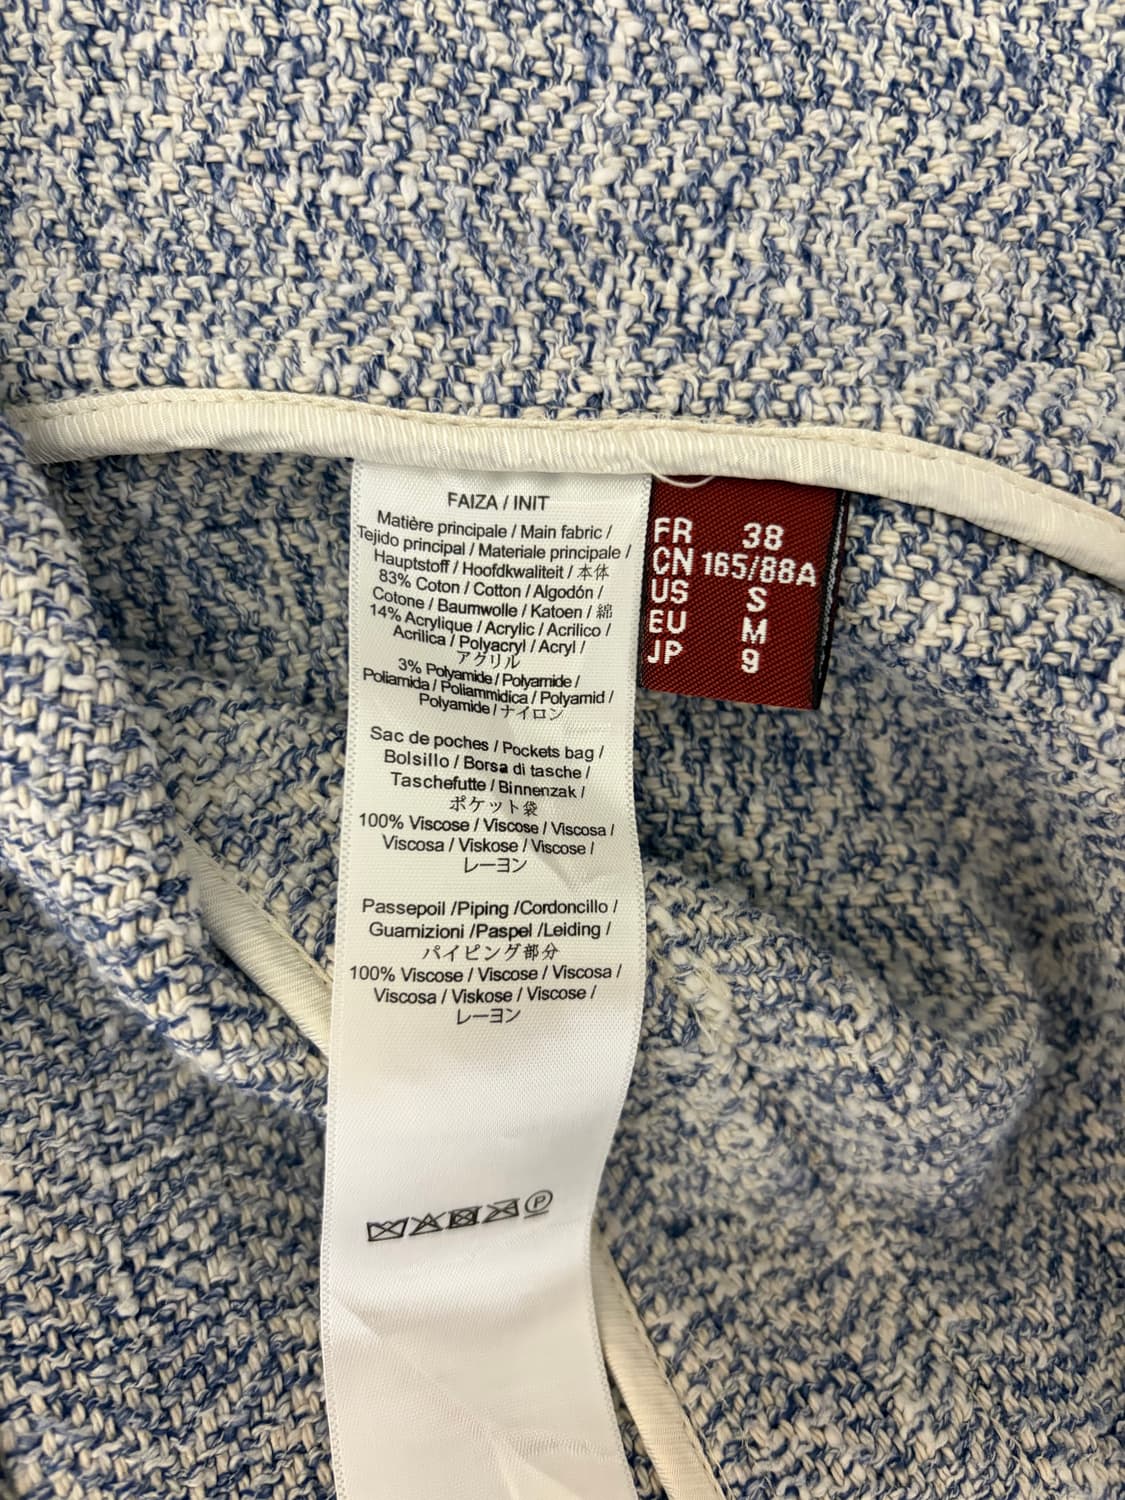 FAIZA / INIT
Matière principale / Main fabric /
Tejido principal / Materiale principale /
Hauptstoff / Hoofdkwaliteit / 本体
83% Coton / Cotton / Algodón /
Cotone / Baumwolle / Katoen / 綿
14% Acrylique / Acrylic / Acrilico /
Acrilica / Polyacryl / Acryl /
アクリル
3% Polyamide / Polyamide /
Poliamida / Poliammidica / Polyamid /
Polyamide / ナイロン
Sac de poches / Pockets bag /
Bolsillo / Borsa di tasche /
Taschefutte / Binnenzak /
ポケット袋
100% Viscose / Viscose / Viscosa /
Viscosa / Viskose / Viscose /
レーヨン
Passepoil /Piping /Cordoncillo /
Guarnizioni /Paspel /Leiding /
パイピング部分
100% Viscose / Viscose / Viscosa /
Viscosa / Viskose / Viscose /
レーヨン
P
FR 38
CN 165/88A
US S
EU M
JP 9